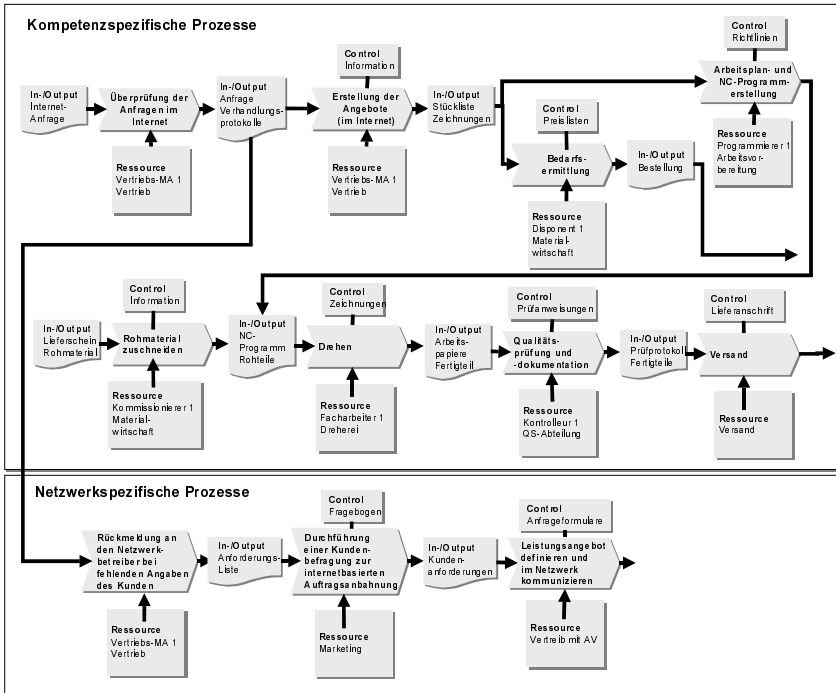 Kompetenzspezifische Prozesse
Control
Richtlinien
Control
Information
In-/Output
Internet-
Anfrage
Überprüfung der
Anfragen im
Internet
In-/Output
Anfrage
Verhandlungs-
protokolle
Erstellung der
Angebote
(im Internet)
In-/Output
Stückliste
Zeichnungen
Arbeitsplan- und
NC-Programm-
erstellung
Control
Preislisten
Ressource
Vertriebs-MA 1
Vertrieb
Ressource
Vertriebs-MA 1
Vertrieb
Bedarfs-
ermittlung
In-/Output
Bestellung
Ressource
Programmierer 1
Arbeitsvor-
bereitung
Ressource
Disponent 1
Material-
wirtschaft
Control
Information
Control
Zeichnungen
Control
Prüfanweisungen
Control
Lieferanschrift
In-/Output
Lieferschein
Rohmaterial
Rohmaterial
zuschneiden
In-/Output
NC-
Programm
Rohteile
Drehen
In-/Output
Arbeits-
papiere
Fertigteil
Qualitäts-
prüfung und
-dokumentation
In-/Output
Prüfprotokoll
Fertigteile
Versand
Ressource
Kommissionierer 1
Material-
wirtschaft
Ressource
Facharbeiter 1
Dreherei
Ressource
Kontrolleur 1
QS-Abteilung
Ressource
Versand
Netzwerkspezifische Prozesse
Control
Fragebogen
Control
Anfrageformulare
Rückmeldung an
den Netzwerk-
betreiber bei
fehlenden Angaben
des Kunden
In-/Output
Anforderungs-
Liste
Durchführung
einer Kunden-
befragung zur
internetbasierten
Auftragsanbahnung
In-/Output
Kunden-
anforderungen
Leistungsangebot
definieren und
im Netzwerk
kommunizieren
Ressource
Vertriebs-MA 1
Vertrieb
Ressource
Marketing
Ressource
Vertreib mit AV